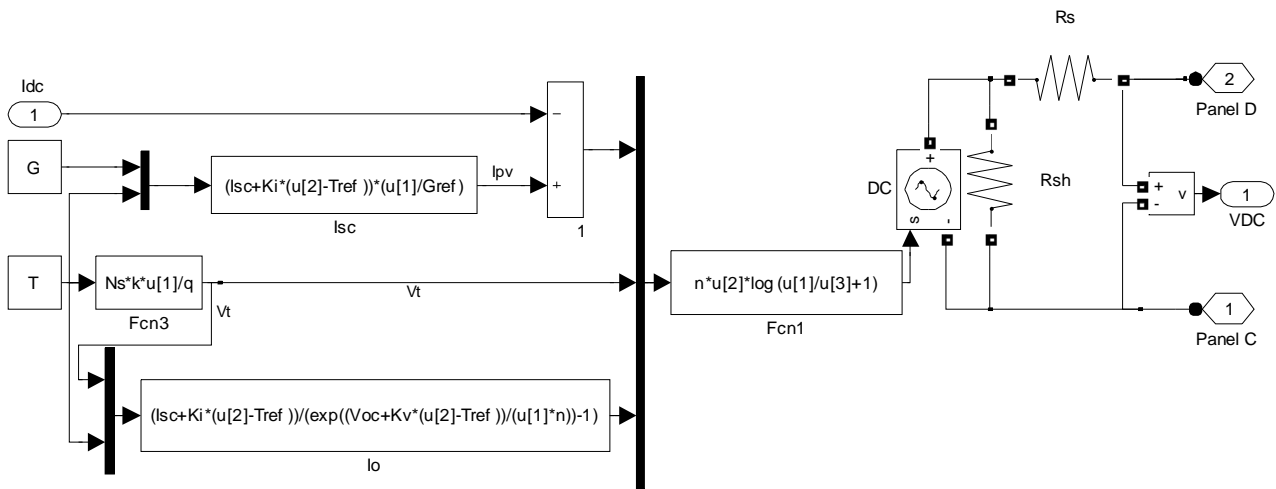 Idc
1
G
(Isc+Ki*(u[2]-Tref ))*(u[1]/Gref)
Isc
Ipv
−
+
1
T
Ns*k*u[1]/q
Fcn3
Vt
Vt
(Isc+Ki*(u[2]-Tref ))/(exp((Voc+Kv*(u[2]-Tref ))/(u[1]*n))-1)
Io
n*u[2]*log (u[1]/u[3]+1)
Fcn1
DC
+
s
-
Rsh
Rs
2
Panel D
+
-
v
1
VDC
1
Panel C